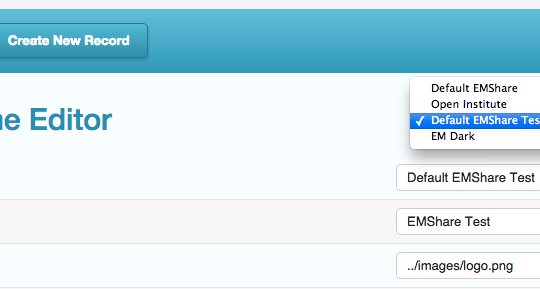 Create New Record
Default EMShare
Open Institute
ne Editor
✓ Default EMShare Tes
EM Dark
Default EMShare Test
EMShare Test
../images/logo.png